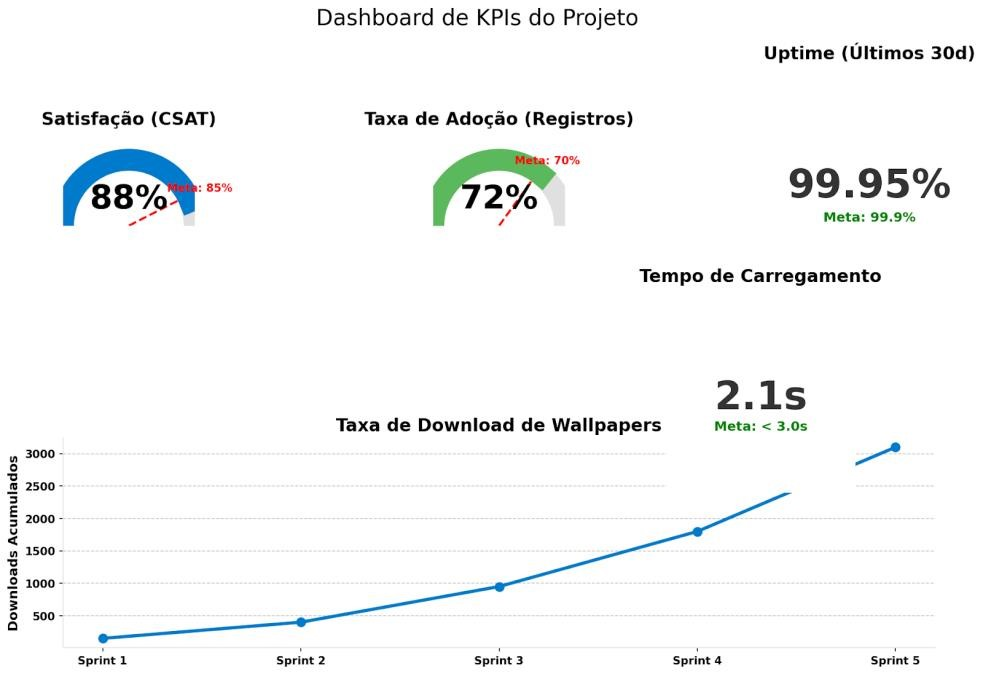 Dashboard de KPIs do Projeto
Uptime (Últimos 30d)
Satisfação (CSAT)
Taxa de Adoção (Registros)
88%
Meta: 85%
72%
Meta: 70%
99.95%
Meta: 99.9%
Tempo de Carregamento
2.1s
Meta: < 3.0s
Taxa de Download de Wallpapers
Downloads Acumulados
3000
2500
2000
1500
1000
500
Sprint 1
Sprint 2
Sprint 3
Sprint 4
Sprint 5